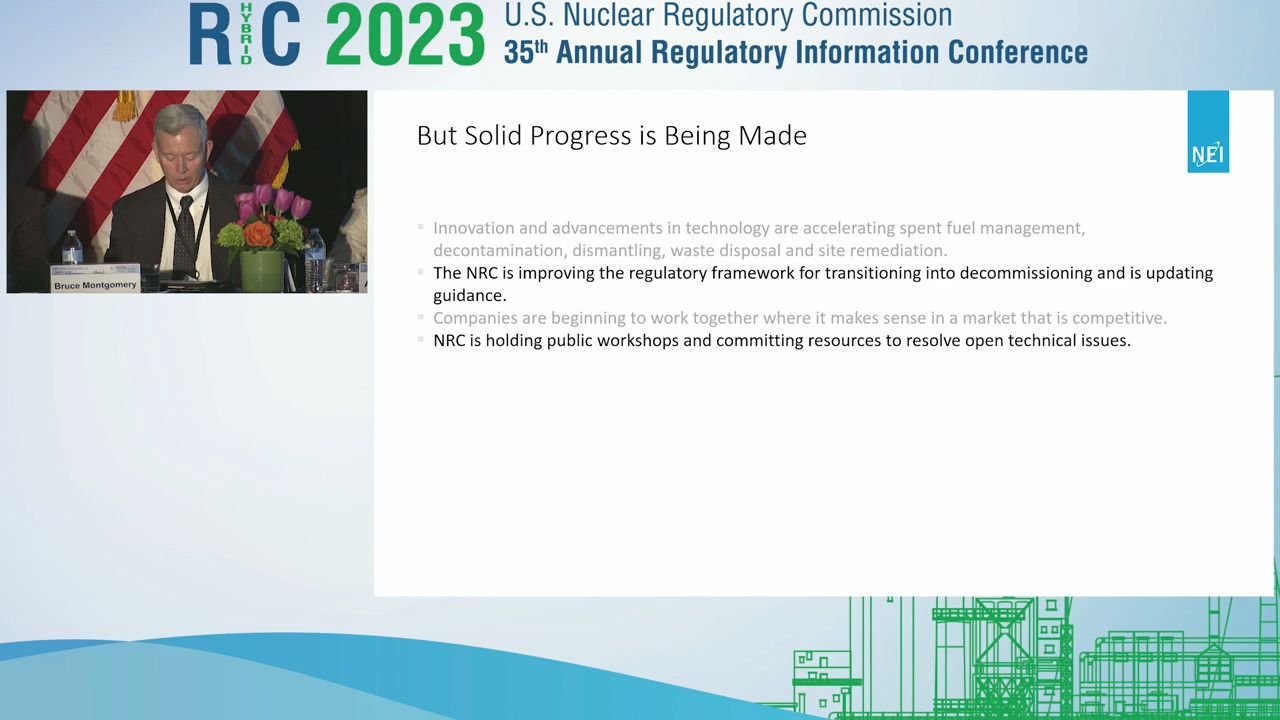 RIC 2023
HYBRID
U.S. Nuclear Regulatory Commission
35th Annual Regulatory Information Conference
But Solid Progress is Being Made
NEI
Innovation and advancements in technology are accelerating spent fuel management,
decontamination, dismantling, waste disposal and site remediation.
The NRC is improving the regulatory framework for transitioning into decommissioning and is updating
guidance.
Companies are beginning to work together where it makes sense in a market that is competitive.
NRC is holding public workshops and committing resources to resolve open technical issues.
Bruce Montgomery